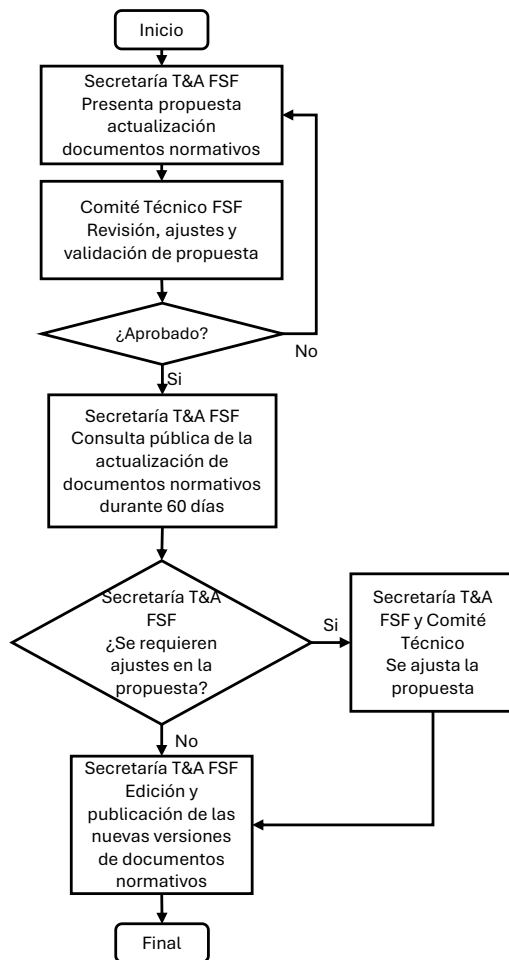 Inicio
Secretaría T&A FSF
Presenta propuesta
actualización
documentos normativos
Comité Técnico FSF
Revisión, ajustes y
validación de propuesta
¿Aprobado?
No
Si
Secretaría T&A FSF
Consulta pública de la
actualización de
documentos normativos
durante 60 días
Secretaría T&A
FSF
¿Se requieren
ajustes en la
propuesta?
Si
Secretaría T&A
FSF y Comité
Técnico
Se ajusta la
propuesta
No
Secretaría T&A FSF
Edición y
publicación de las
nuevas versiones
de documentos
normativos
Final